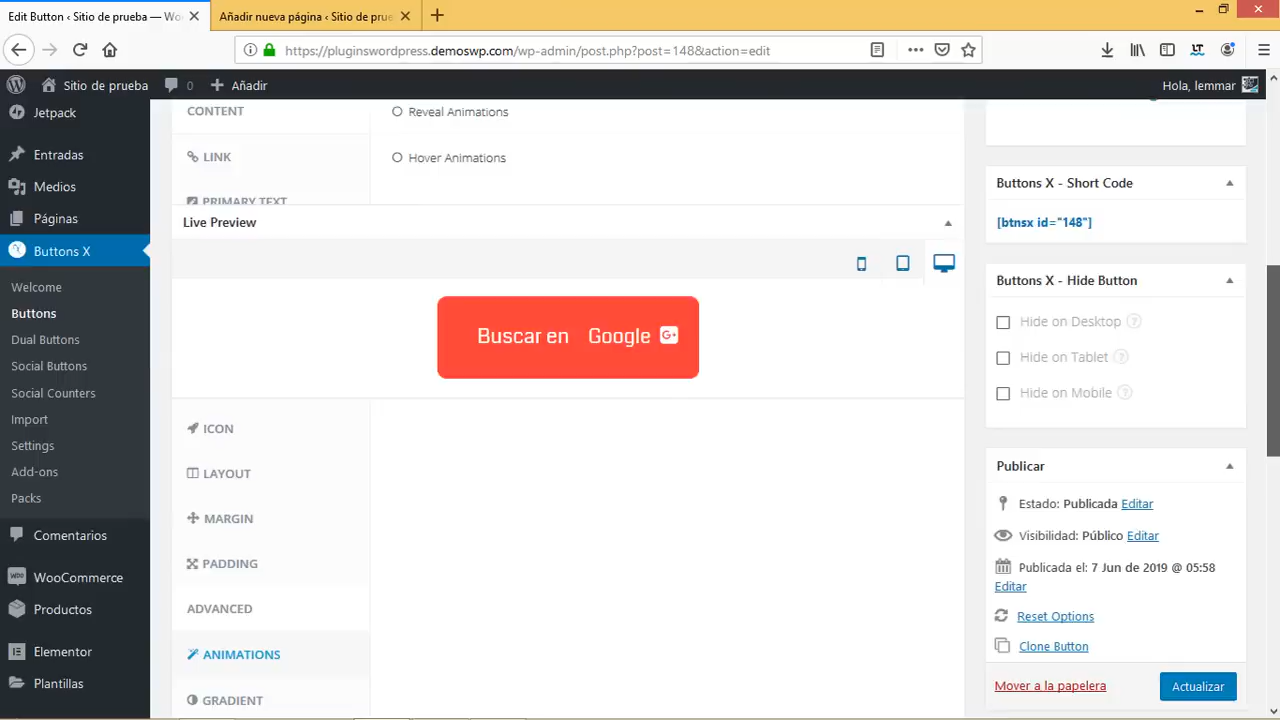 Edit Button ‹ Sitio de prueba — Wo
Añadir nueva página ‹ Sitio de prue
https://pluginswordpress.demoswp.com/wp-admin/post.php?post=148&action=edit
Sitio de prueba
0
Añadir
Hola, lemmar
Jetpack
Entradas
Medios
Páginas
Buttons X
Welcome
Buttons
Dual Buttons
Social Buttons
Social Counters
Import
Settings
Add-ons
Packs
Comentarios
WooCommerce
Productos
Elementor
Plantillas
CONTENT
LINK
PRIMARY TEXT
Reveal Animations
Hover Animations
Live Preview
Buscar en Google G+
ICON
LAYOUT
MARGIN
PADDING
ADVANCED
ANIMATIONS
GRADIENT
Buttons X - Short Code
[btnsx id="148"]
Buttons X - Hide Button
Hide on Desktop ?
Hide on Tablet ?
Hide on Mobile ?
Publicar
Estado: Publicada Editar
Visibilidad: Público Editar
Publicada el: 7 Jun de 2019 @ 05:58
Editar
Reset Options
Clone Button
Mover a la papelera
Actualizar